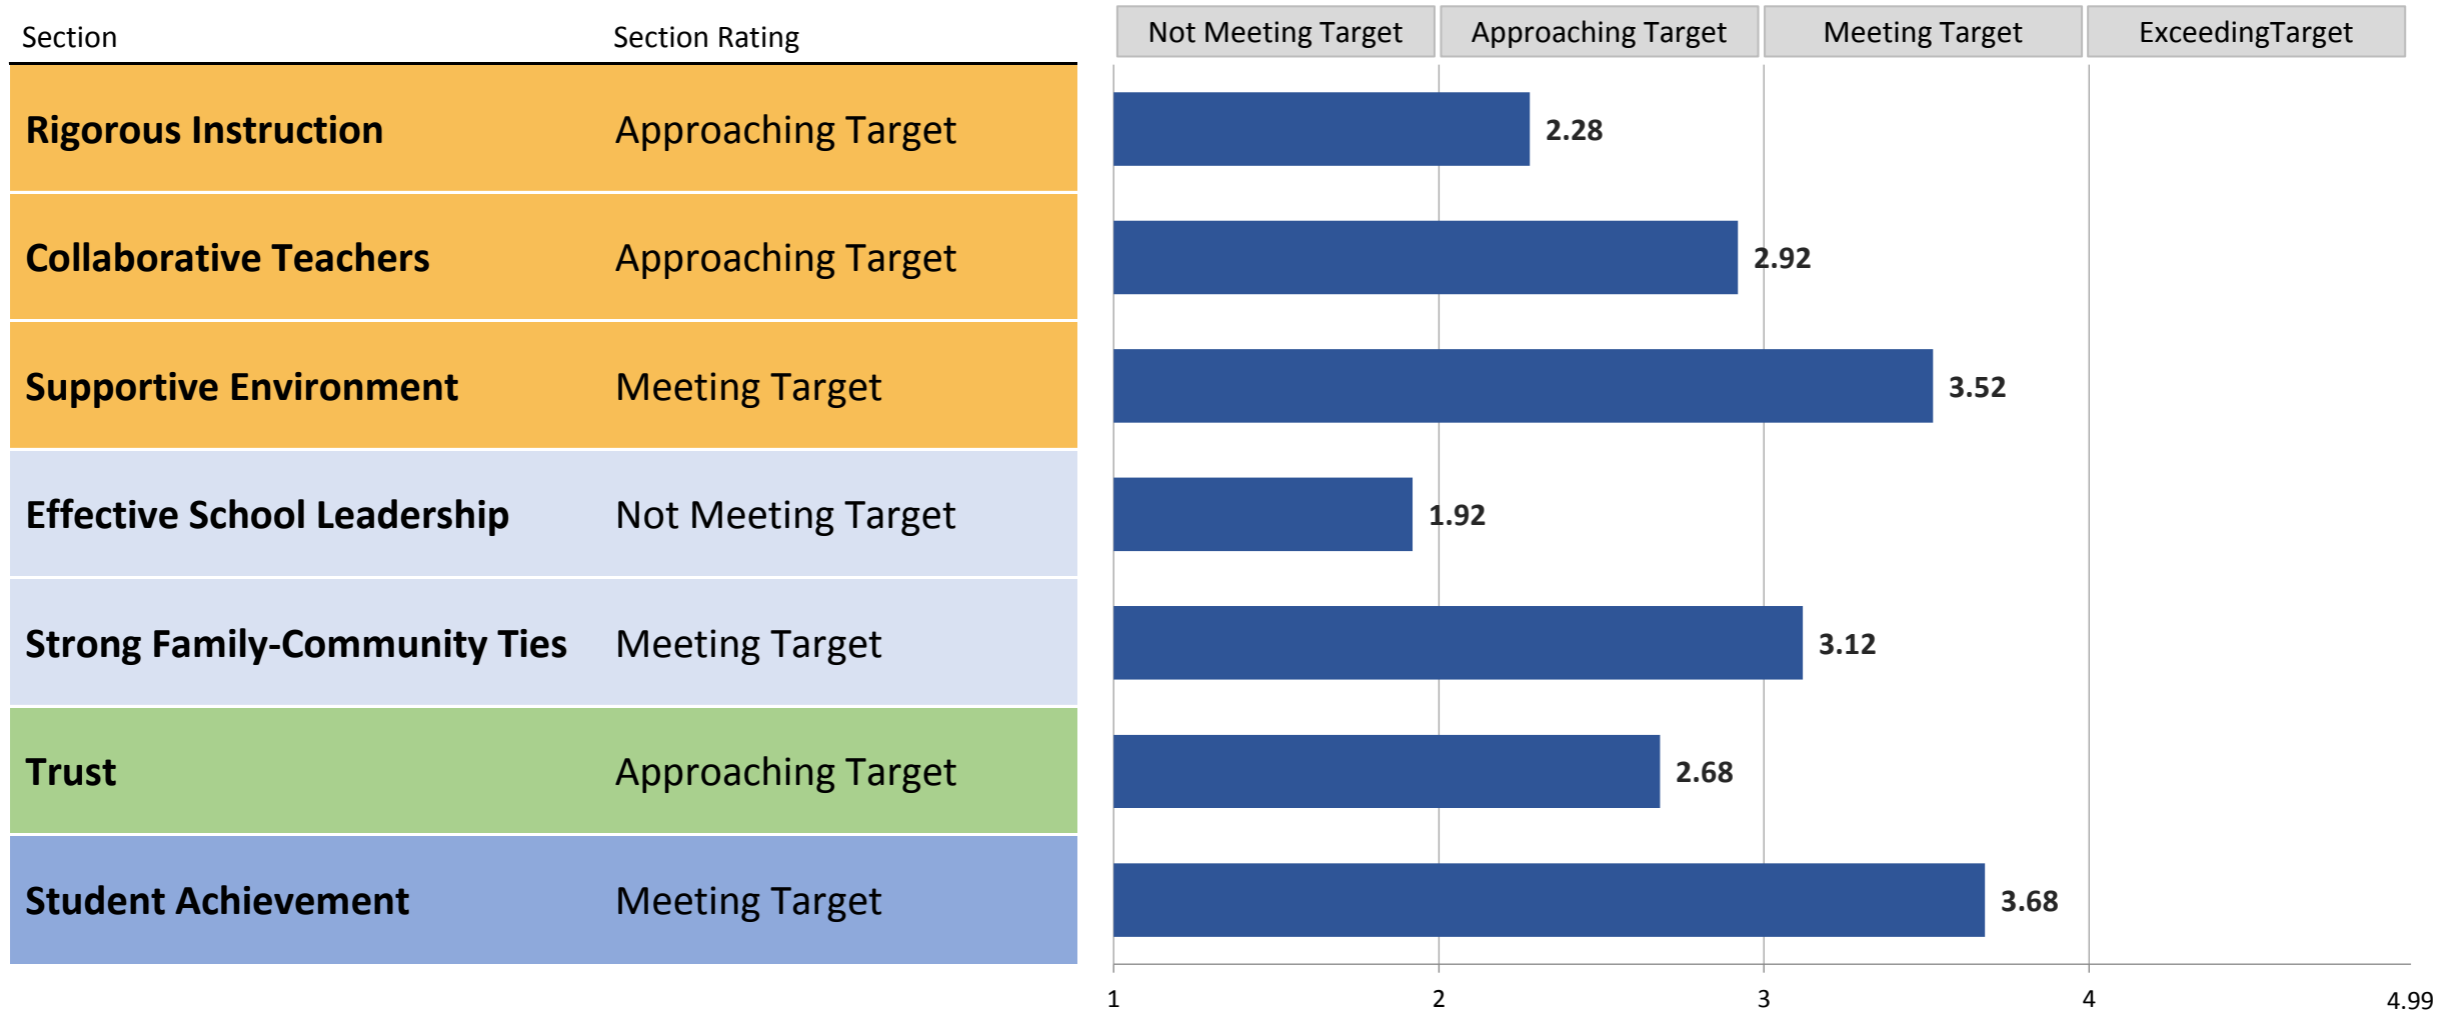 Section Section Rating Not Meeting Target Approaching Target Meeting Target ExceedingTarget
Rigorous Instruction Approaching Target 2.28
Collaborative Teachers Approaching Target 2.92
Supportive Environment Meeting Target 3.52
Effective School Leadership Not Meeting Target 1.92
Strong Family-Community Ties Meeting Target 3.12
Trust Approaching Target 2.68
Student Achievement Meeting Target 3.68
1 2 3 4 4.99